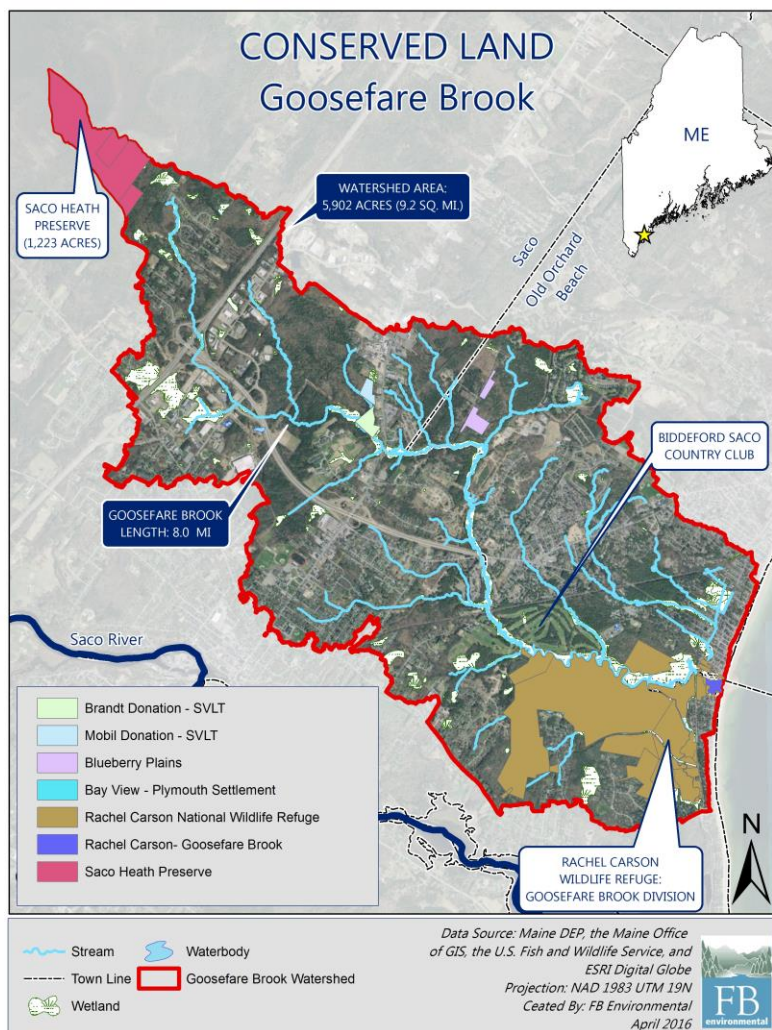 CONSERVED LAND
Goosefare Brook
ME
SACO HEATH
PRESERVE
(1,223 ACRES)
WATERSHED AREA:
5,902 ACRES (9.2 SQ. MI.)
Saco
Old Orchard
Beach
BIDDEFORD SACO
COUNTRY CLUB
GOOSEFARE BROOK
LENGTH: 8.0 MI
Saco River
Brandt Donation - SVLT
Mobil Donation - SVLT
Blueberry Plains
Bay View - Plymouth Settlement
Rachel Carson National Wildlife Refuge
Rachel Carson- Goosefare Brook
Saco Heath Preserve
RACHEL CARSON
WILDLIFE REFUGE:
GOOSEFARE BROOK DIVISION
N
Stream
Waterbody
Town Line
Goosefare Brook Watershed
Wetland
Data Source: Maine DEP, the Maine Office
of GIS, the U.S. Fish and Wildlife Service, and
ESRI Digital Globe
Projection: NAD 1983 UTM 19N
Ceated By: FB Environmental
April 2016
FB
environmental